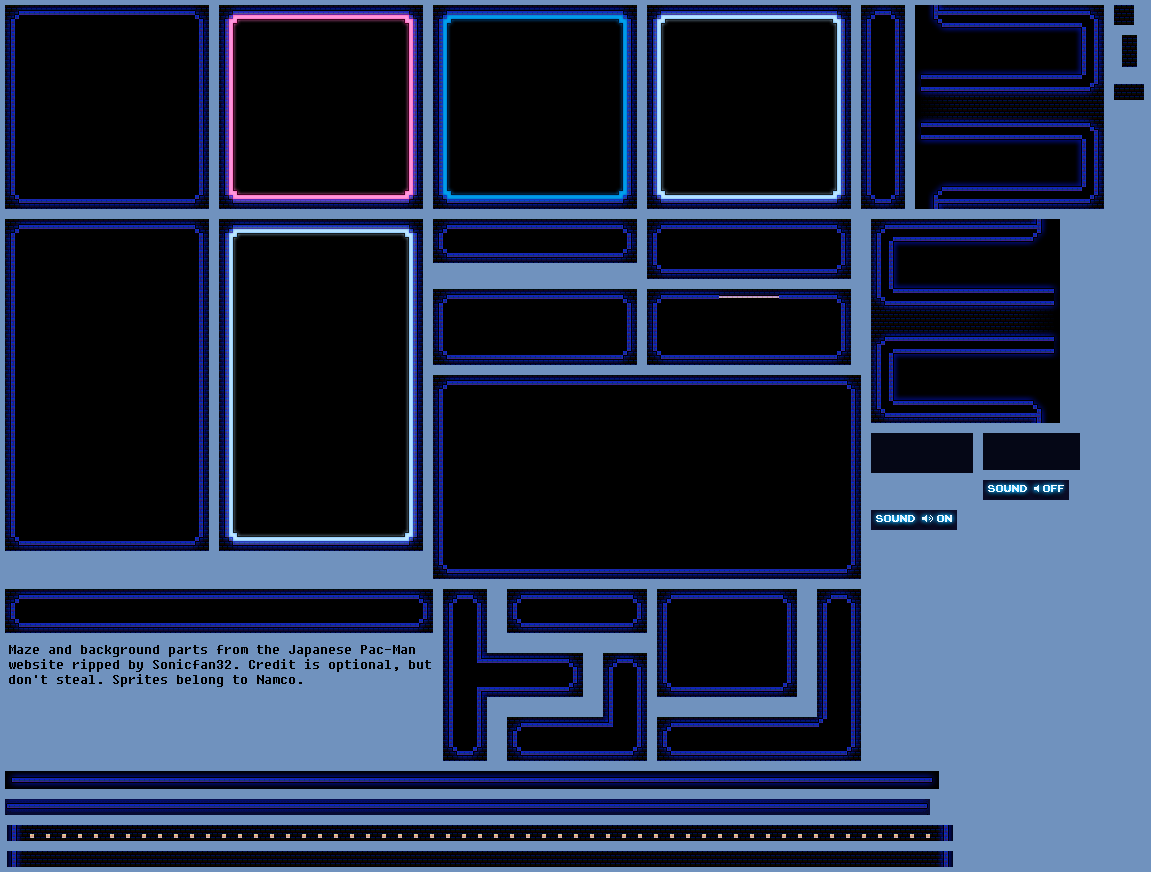 SOUND OFF
SOUND ON
Maze and background parts from the Japanese Pac-Man
website ripped by Sonicfan32. Credit is optional, but
don't steal. Sprites belong to Namco.